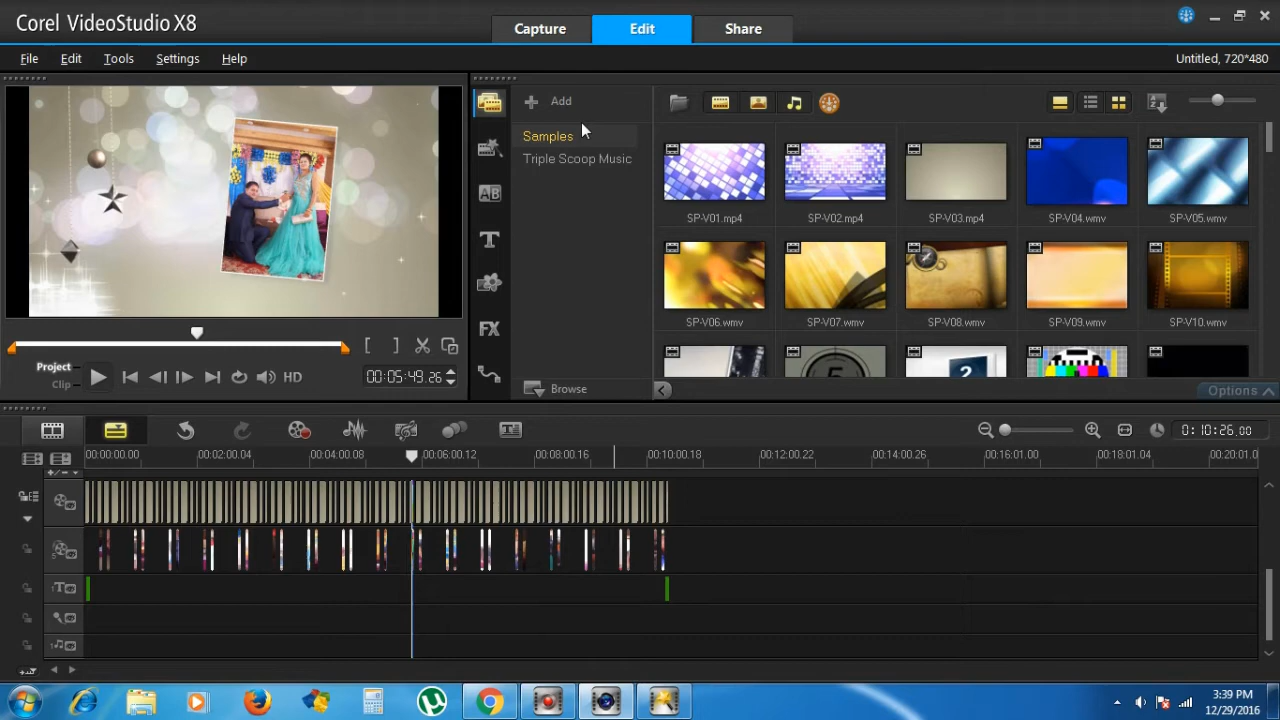 Corel VideoStudio X8
Capture
Edit
Share
File
Edit
Tools
Settings
Help
Untitled, 720*480
Add
Samples
Triple Scoop Music
SP-V01.mp4
SP-V02.mp4
SP-V03.mp4
SP-V04.wmv
SP-V05.wmv
SP-V06.wmv
SP-V07.wmv
SP-V08.wmv
SP-V09.wmv
SP-V10.wmv
5
?
Project
Clip
HD
00:05:49.26
AB
T
FX
Browse
Options
0:10:26.00
00:00:00.00
00:02:00.04
00:04:00.08
00:06:00.12
00:08:00.16
00:10:00.18
00:12:00.22
00:14:00.26
00:16:01.00
00:18:01.04
00:20:01.0
3:39 PM
12/29/2016